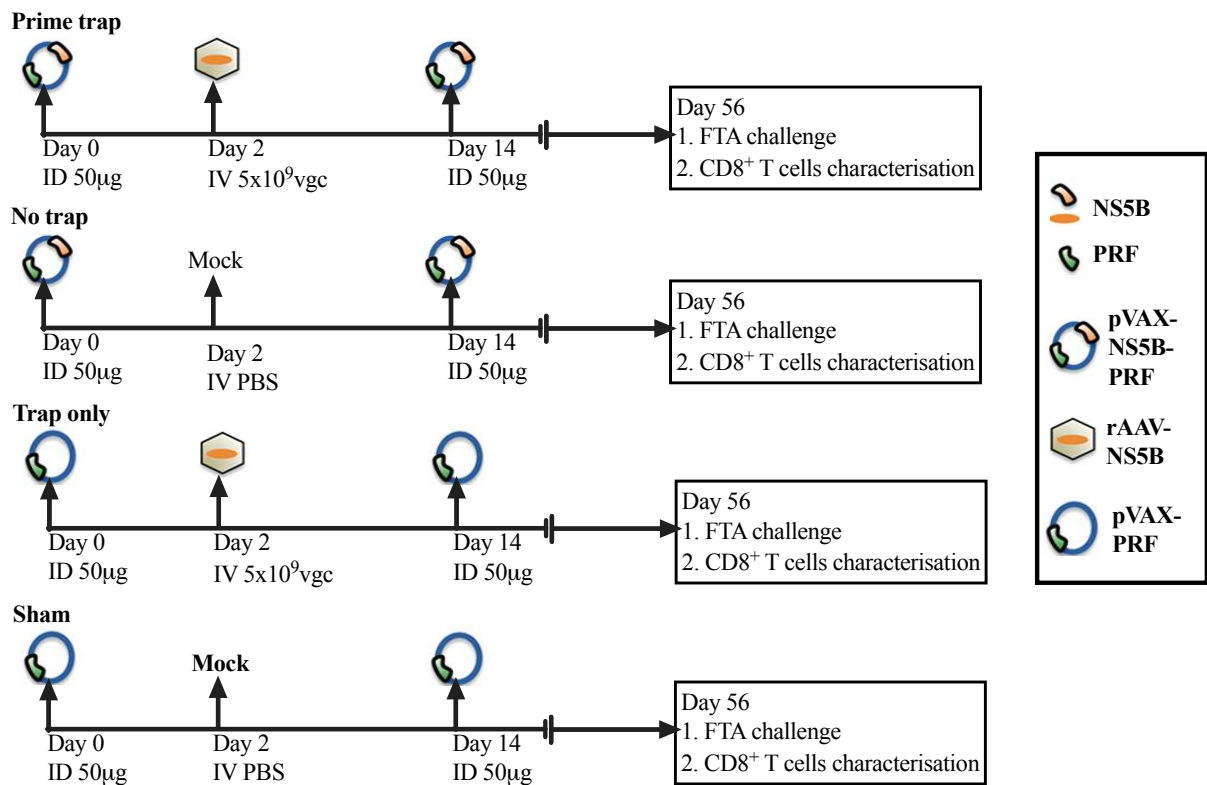 Prime trap
Day 0
ID 50μg
Day 2
IV 5x10⁹vgc
Day 14
ID 50μg
Day 56
1. FTA challenge
2. CD8⁺ T cells characterisation
No trap
Mock
Day 0
ID 50μg
Day 2
IV PBS
Day 14
ID 50μg
Day 56
1. FTA challenge
2. CD8⁺ T cells characterisation
Trap only
Day 0
ID 50μg
Day 2
IV 5x10⁹vgc
Day 14
ID 50μg
Day 56
1. FTA challenge
2. CD8⁺ T cells characterisation
Sham
Mock
Day 0
ID 50μg
Day 2
IV PBS
Day 14
ID 50μg
Day 56
1. FTA challenge
2. CD8⁺ T cells characterisation
NS5B
PRF
pVAX-
NS5B-
PRF
rAAV-
NS5B
pVAX-
PRF